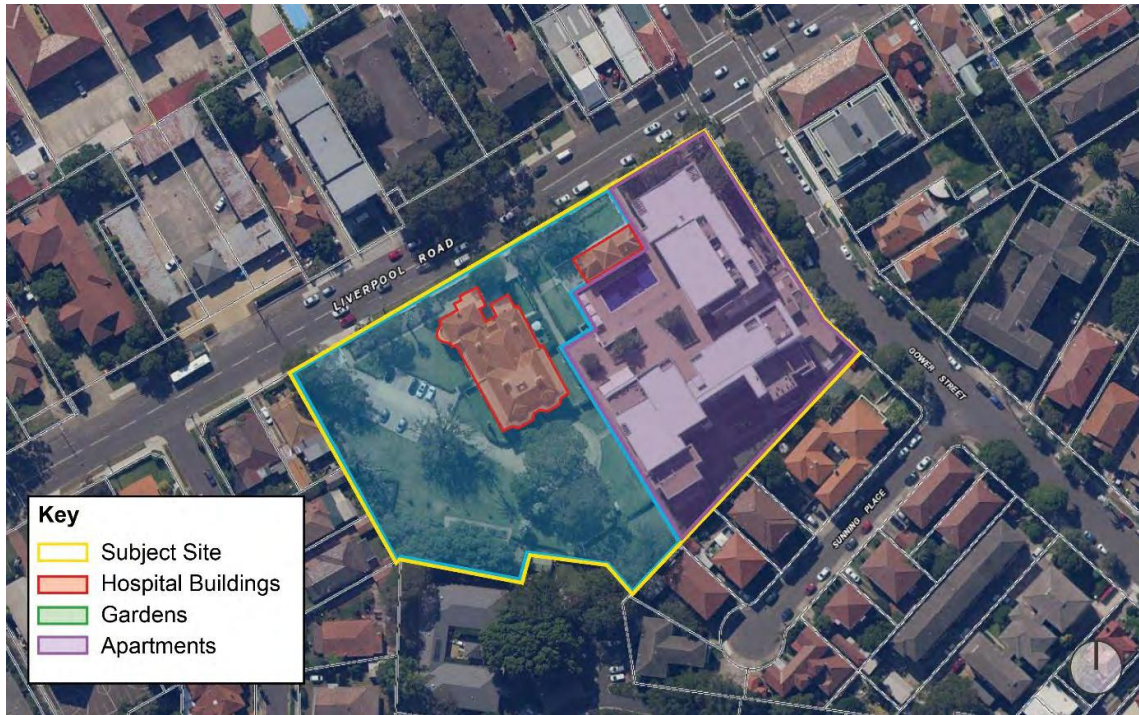 LIVERPOOL ROAD
GOWER STREET
SUNNING PLACE
Key
Subject Site
Hospital Buildings
Gardens
Apartments